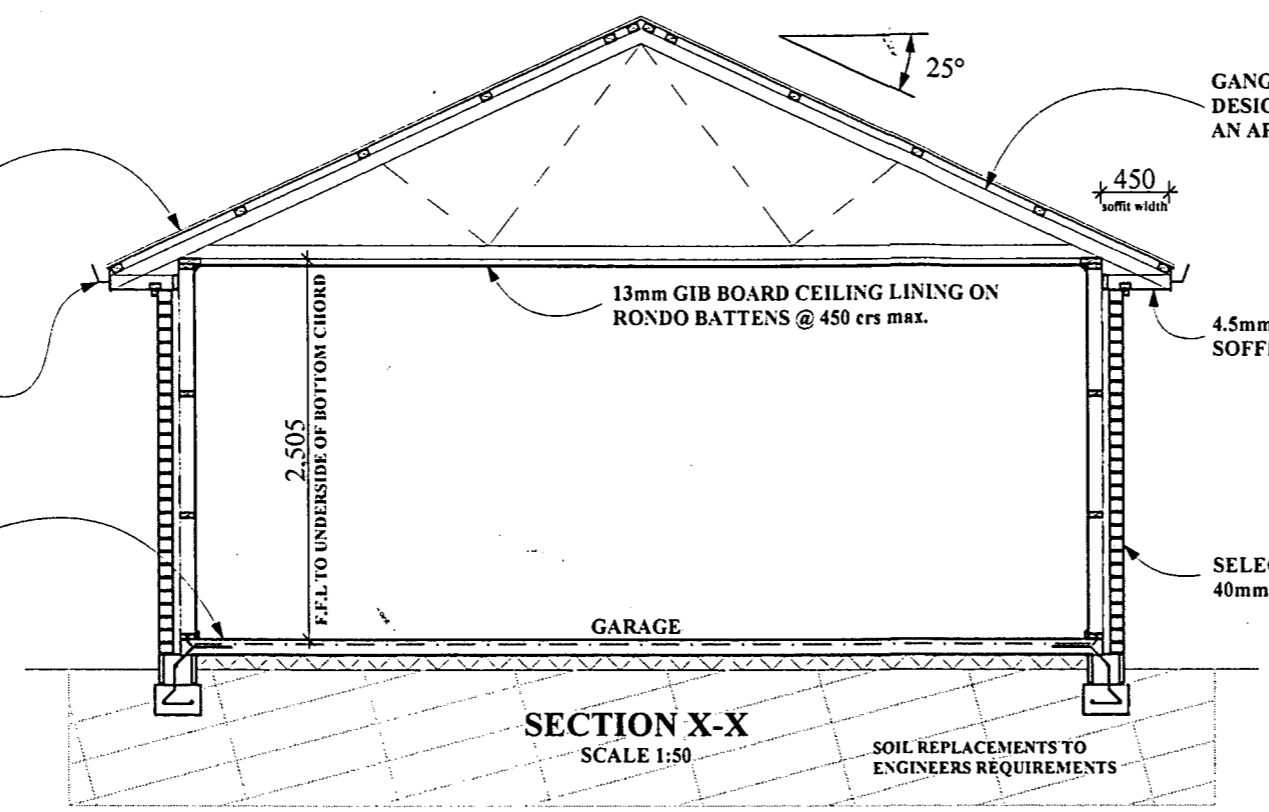 25°
GANG
DESIG
450
soffit width
13mm GIB BOARD CEILING LINING ON
RONDO BATTENS @ 450 crs max.
4.5mm
SOFFI
2,505
F.F.L TO UNDERSIDE OF BOTTOM CHORD
SELEC
40mm
GARAGE
SECTION X-X
SCALE 1:50
SOIL REPLACEMENTS TO
ENGINEERS REQUIREMENTS